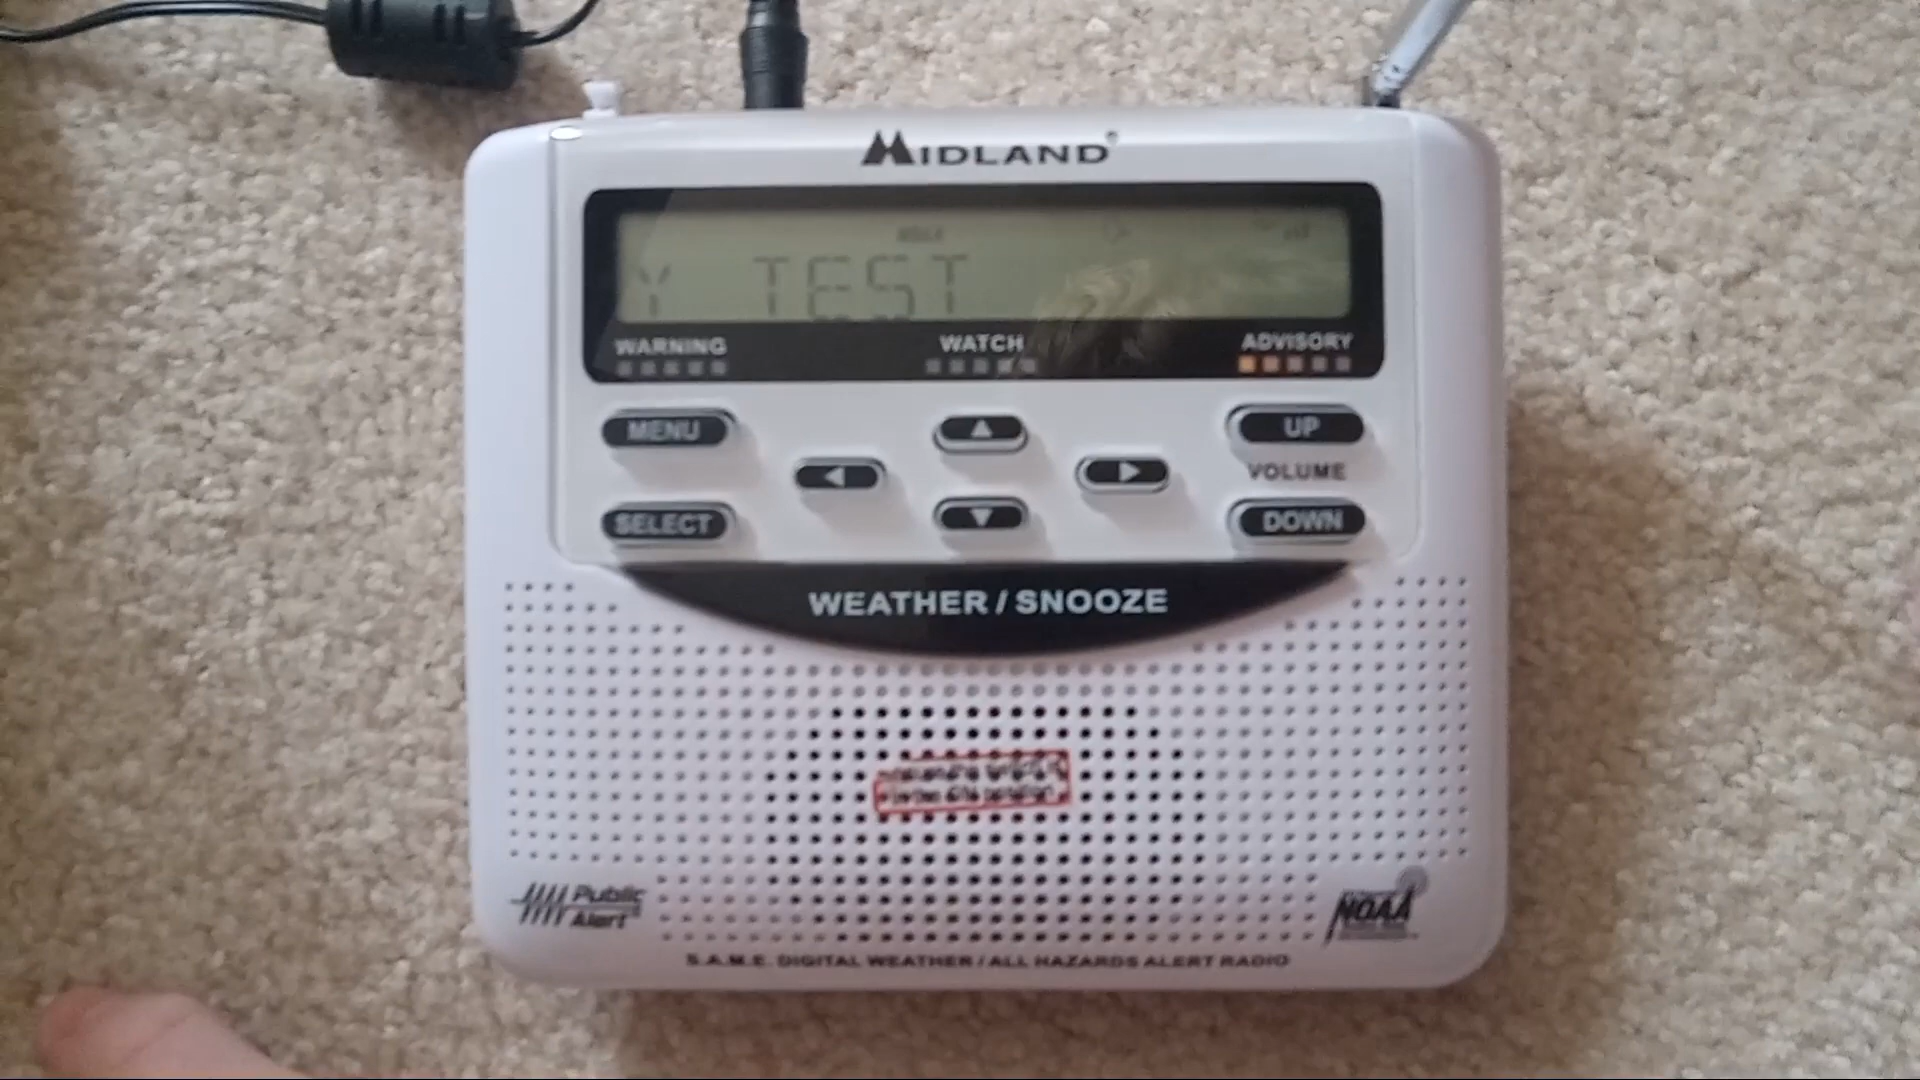 MIDLAND
Y TEST
WARNING WATCH ADVISORY
MENU UP
VOLUME
SELECT DOWN
WEATHER / SNOOZE
Public
Alert
NOAA
S.A.M.E. DIGITAL WEATHER / ALL HAZARDS ALERT RADIO